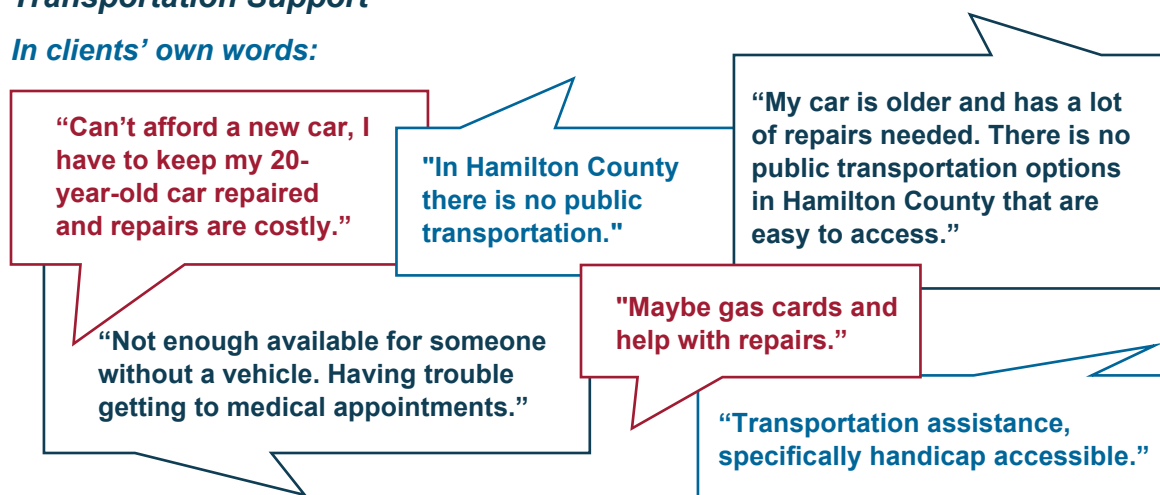 Transportation Support
In clients’ own words:
“Can’t afford a new car, I
have to keep my 20-
year-old car repaired
and repairs are costly.”
"In Hamilton County
there is no public
transportation."
“My car is older and has a lot
of repairs needed. There is no
public transportation options
in Hamilton County that are
easy to access.”
“Not enough available for someone
without a vehicle. Having trouble
getting to medical appointments.”
"Maybe gas cards and
help with repairs.”
“Transportation assistance,
specifically handicap accessible.”